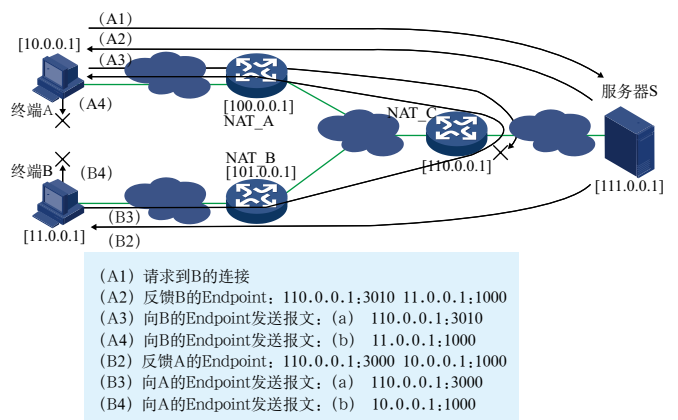 (A1)
[10.0.0.1]
(A2)
(A3)
服务器S
终端A
(A4)
[100.0.0.1]
NAT_A
NAT_C
NAT_B
[101.0.0.1]
[110.0.0.1]
终端B
(B4)
[111.0.0.1]
(B3)
[11.0.0.1]
(B2)
(A1) 请求到B的连接
(A2) 反馈B的Endpoint: 110.0.0.1:3010 11.0.0.1:1000
(A3) 向B的Endpoint发送报文: (a) 110.0.0.1:3010
(A4) 向B的Endpoint发送报文: (b) 11.0.0.1:1000
(B2) 反馈A的Endpoint: 110.0.0.1:3000 10.0.0.1:1000
(B3) 向A的Endpoint发送报文: (a) 110.0.0.1:3000
(B4) 向A的Endpoint发送报文: (b) 10.0.0.1:1000